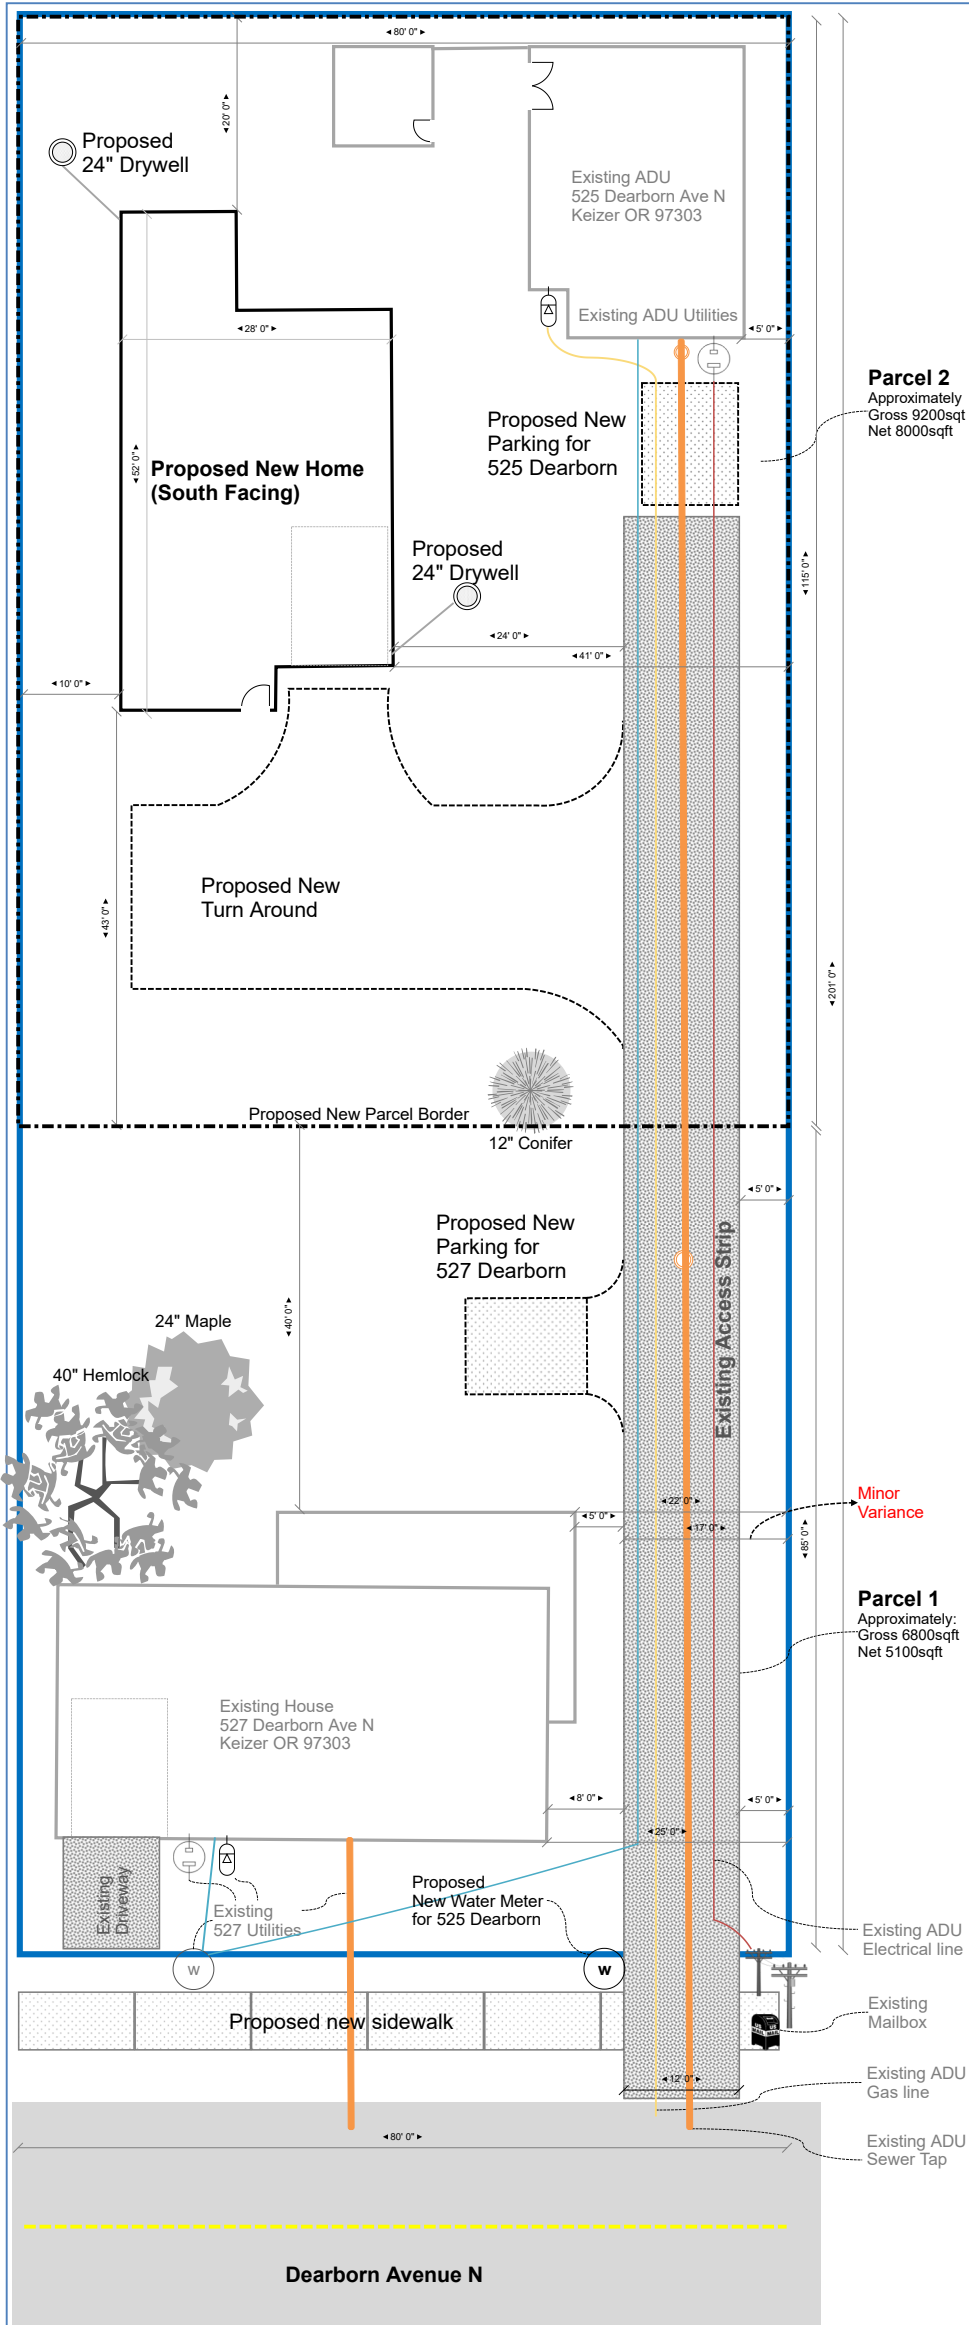 80' 0"
20' 0"
Proposed
24" Drywell
Existing ADU
525 Dearborn Ave N
Keizer OR 97303
Existing ADU Utilities
28' 0"
5' 0"
Parcel 2
Approximately
Gross 9200sqt
Net 8000sqft
Proposed New
Parking for
525 Dearborn
52' 0"
Proposed New Home
(South Facing)
Proposed
24" Drywell
115' 0"
24' 0"
41' 0"
10' 0"
Proposed New
Turn Around
43' 0"
201' 0"
Proposed New Parcel Border
12" Conifer
5' 0"
Proposed New
Parking for
527 Dearborn
Existing Access Strip
40' 0"
24" Maple
40" Hemlock
22' 0"
Minor
Variance
5' 0"
17' 0"
85' 0"
Parcel 1
Approximately:
Gross 6800sqft
Net 5100sqft
Existing House
527 Dearborn Ave N
Keizer OR 97303
8' 0"
5' 0"
25' 0"
Existing
Driveway
Existing
527 Utilities
Proposed
New Water Meter
for 525 Dearborn
Existing ADU
Electrical line
W
W
Proposed new sidewalk
US
MAIL
US
MAIL
Existing
Mailbox
12' 0"
Existing ADU
Gas line
80' 0"
Existing ADU
Sewer Tap
Dearborn Avenue N